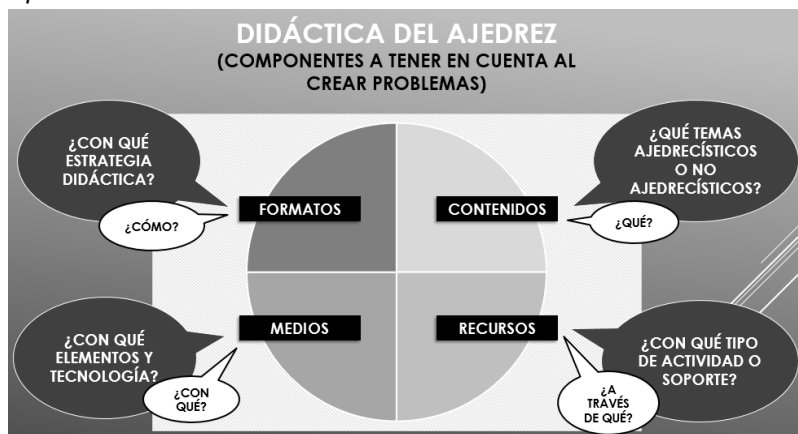 DIDÁCTICA DEL AJEDREZ
(COMPONENTES A TENER EN CUENTA AL
CREAR PROBLEMAS)
¿CON QUÉ
ESTRATEGIA
DIDÁCTICA?
¿CÓMO?
FORMATOS
¿QUÉ TEMAS
AJEDRECÍSTICOS
O NO
AJEDRECÍSTICOS?
¿QUÉ?
CONTENIDOS
¿CON QUÉ
ELEMENTOS Y
TECNOLOGÍA?
¿CON
QUÉ?
MEDIOS
RECURSOS
¿CON QUÉ TIPO
DE ACTIVIDAD O
SOPORTE?
¿A
TRAVÉS
DE QUÉ?